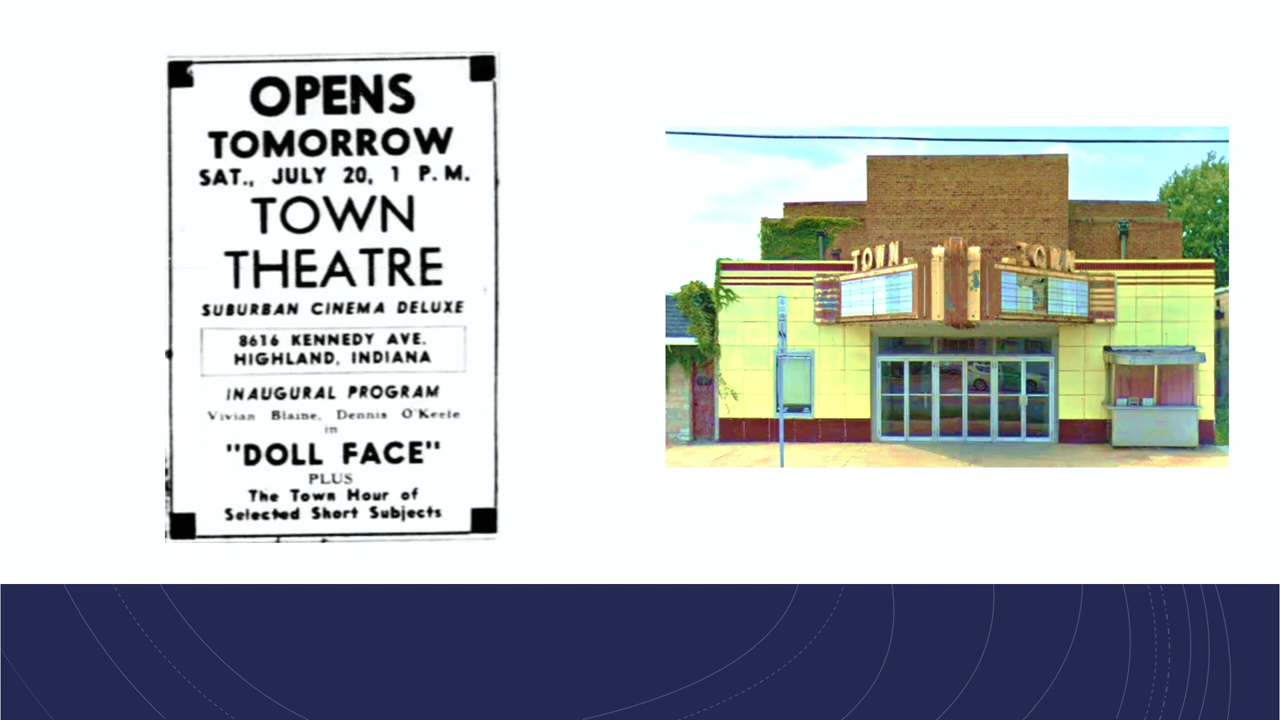 OPENS
TOMORROW
SAT., JULY 20, 1 P.M.
TOWN
THEATRE
SUBURBAN CINEMA DELUXE
8616 KENNEDY AVE.
HIGHLAND, INDIANA
INAUGURAL PROGRAM
Vivian Blaine, Dennis O'Keefe
in
"DOLL FACE"
PLUS
The Town Hour of
Selected Short Subjects
TOWN
TOWN